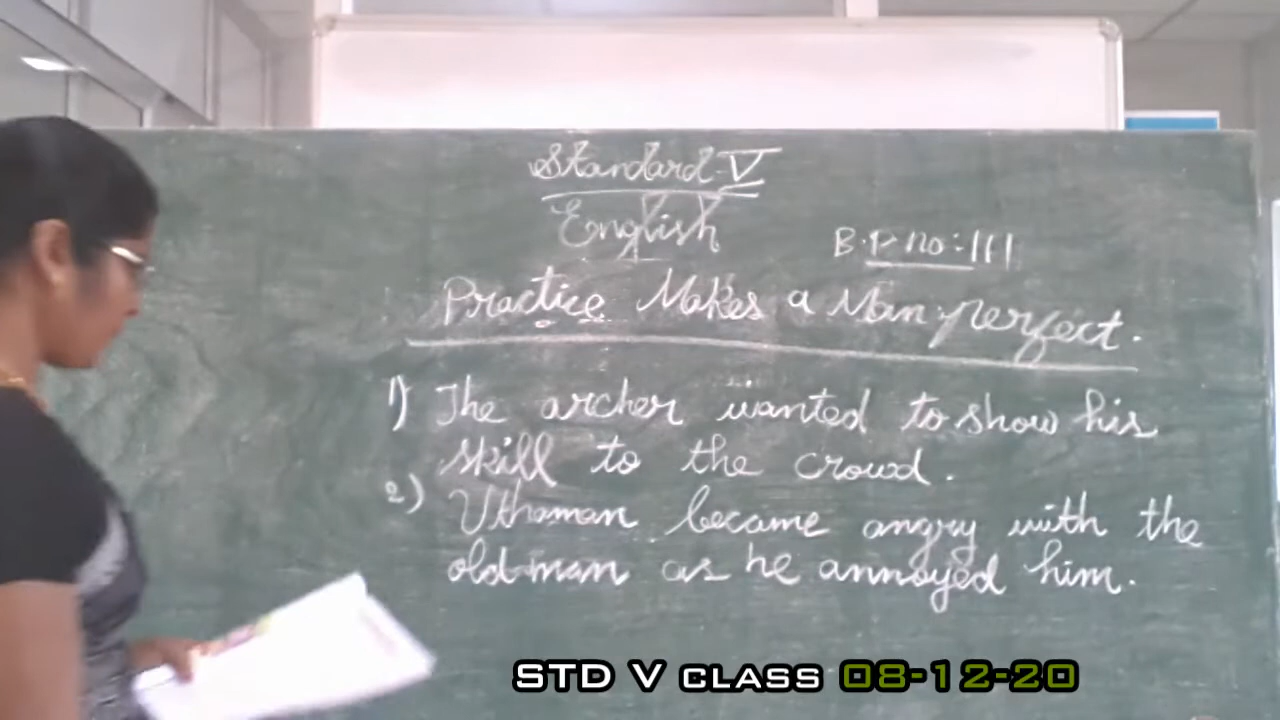 Standard-V
English
B.P no:-111
Practice Makes a Man perfect.
1) The archer wanted to show his
skill to the crowd.
2) Uthaman became angry with the
old man as he annoyed him.
STD V CLASS 08-12-20